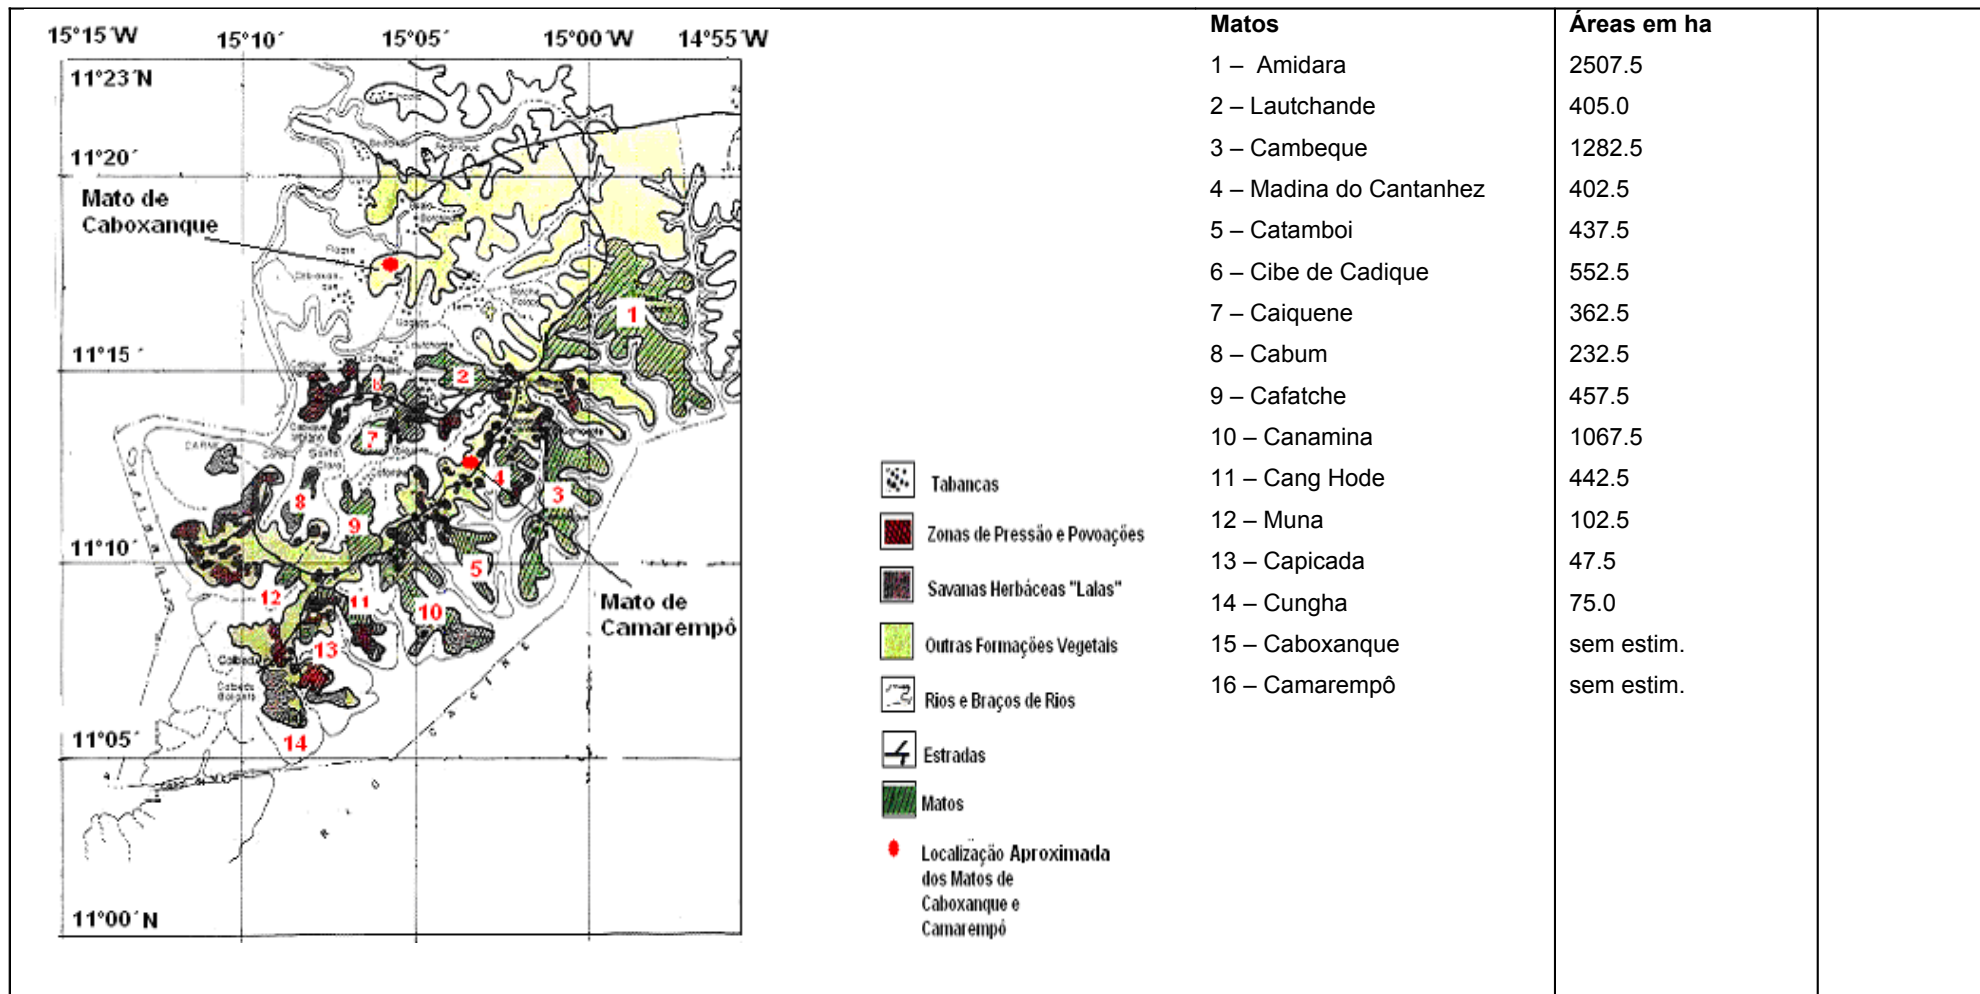 15°15´W 15°10´ 15°05´ 15°00´W 14°55´W
11°23´N
11°20´
Mato de
Caboxanque
1
11°15´
Lautchande
2
6
7
4
3
8
9
11°10´
5
12
11
10
Mato de
Camarempô
13
11°05´
14
R I O
C A C I N E
11°00´N
Tabancas
Zonas de Pressão e Povoações
Savanas Herbáceas "Lalas"
Outras Formações Vegetais
Rios e Braços de Rios
Estradas
Matos
Localização Aproximada
dos Matos de
Caboxanque e
Camarempó
Matos Áreas em ha
1 – Amidara 2507.5
2 – Lautchande 405.0
3 – Cambeque 1282.5
4 – Madina do Cantanhez 402.5
5 – Catamboi 437.5
6 – Cibe de Cadique 552.5
7 – Caiquene 362.5
8 – Cabum 232.5
9 – Cafatche 457.5
10 – Canamina 1067.5
11 – Cang Hode 442.5
12 – Muna 102.5
13 – Capicada 47.5
14 – Cungha 75.0
15 – Caboxanque sem estim.
16 – Camarempô sem estim.